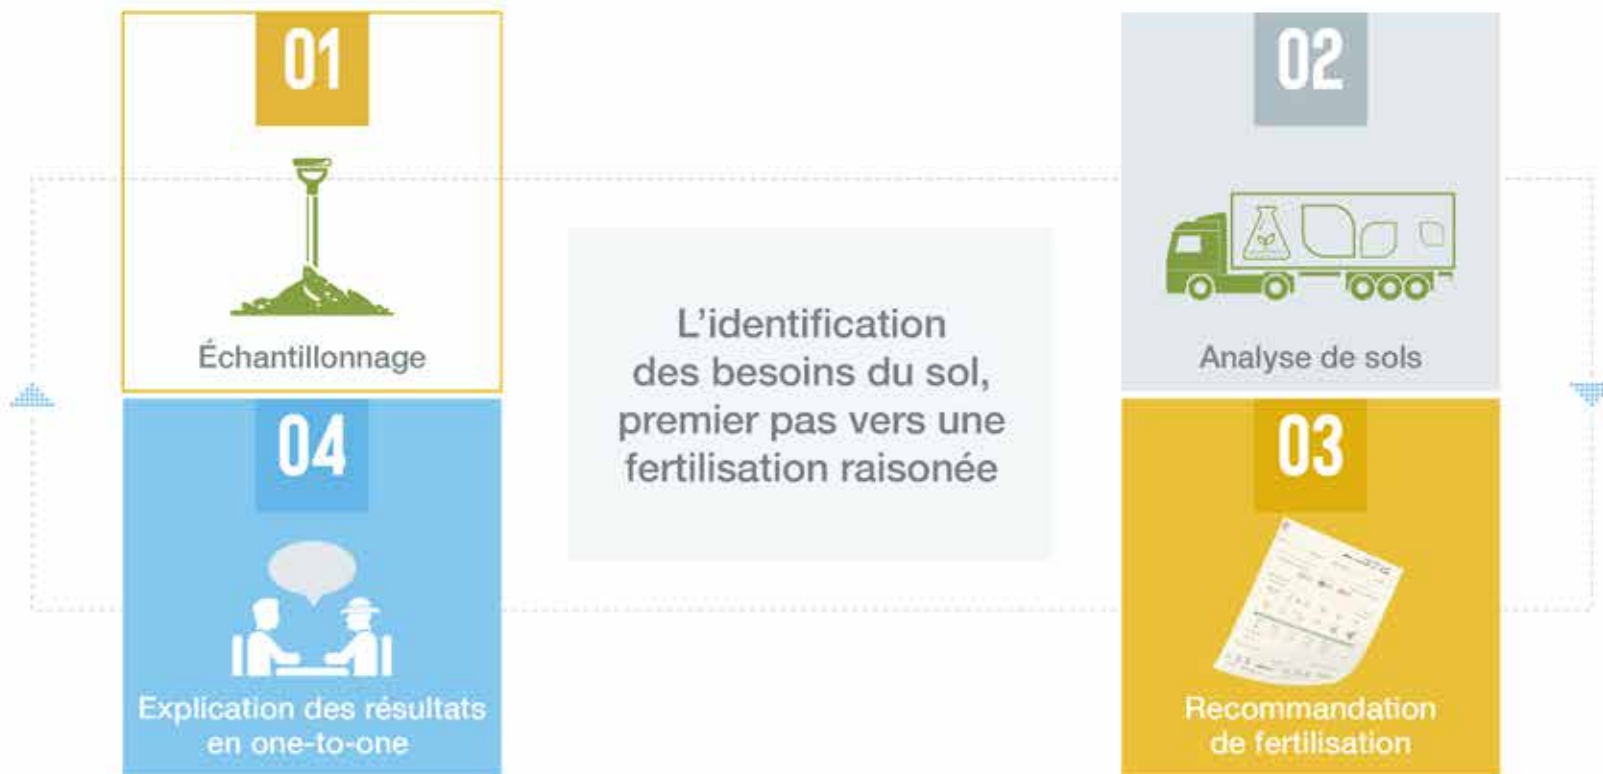 01
Échantillonnage
02
Analyse de sols
L'identification
des besoins du sol,
premier pas vers une
fertilisation raisonée
04
Explication des résultats
en one-to-one
03
Recommandation
de fertilisation